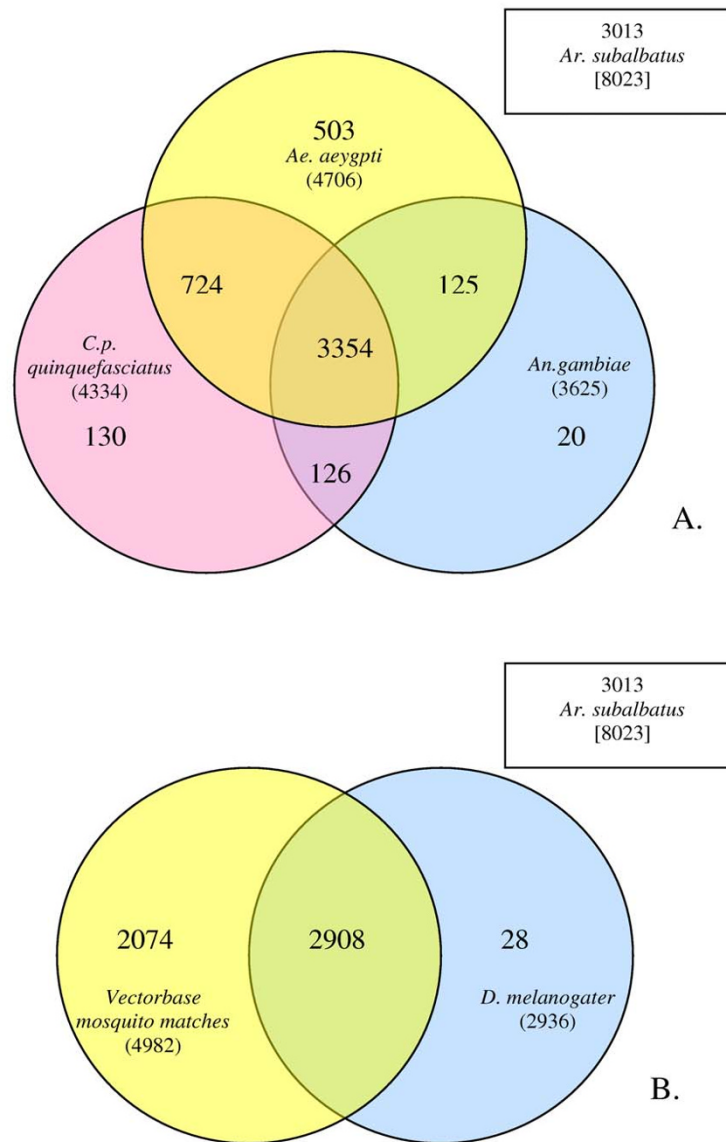 3013
Ar. subalbatus
[8023]
503
Ae. aeygpti
(4706)
724
125
3354
C.p.
quinquefasciatus
(4334)
130
An.gambiae
(3625)
20
126
A.
3013
Ar. subalbatus
[8023]
2074
2908
28
Vectorbase
mosquito matches
(4982)
D. melanogater
(2936)
B.